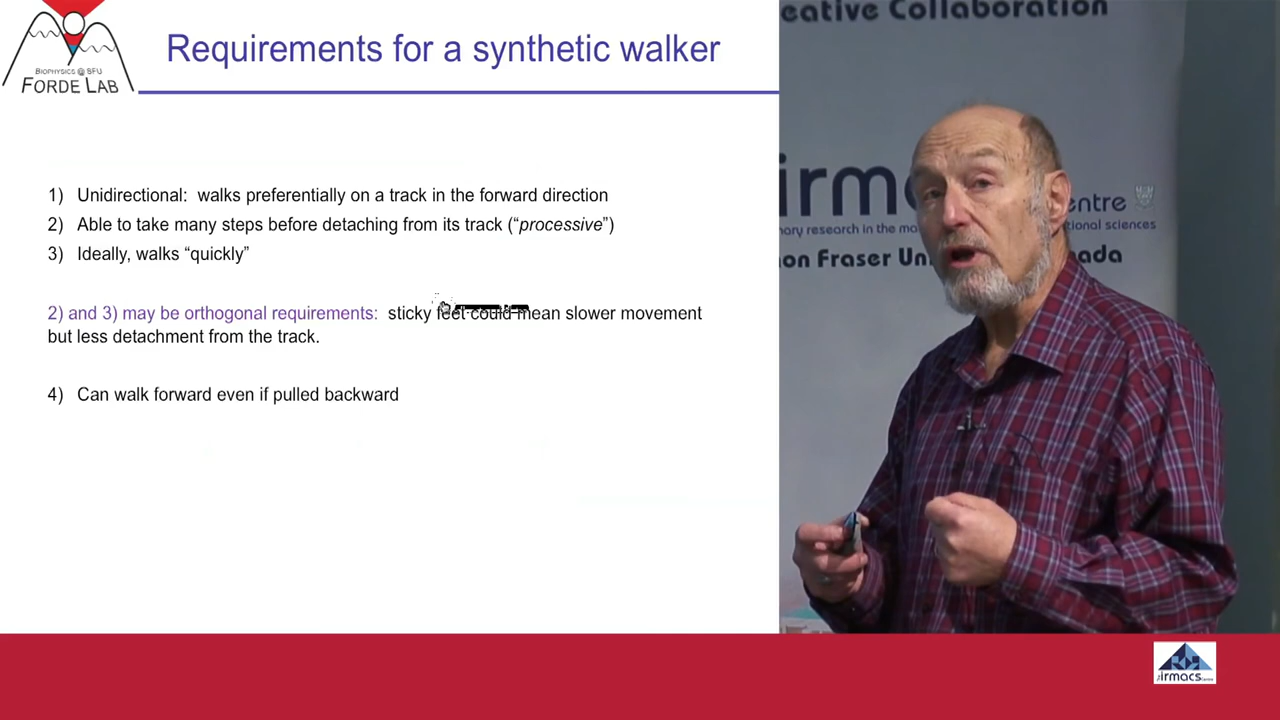 BIOPHYSICS @ SFU
FORDE LAB
Requirements for a synthetic walker
1) Unidirectional: walks preferentially on a track in the forward direction
2) Able to take many steps before detaching from its track (“processive”)
3) Ideally, walks “quickly”
2) and 3) may be orthogonal requirements: sticky feet could mean slower movement
but less detachment from the track.
4) Can walk forward even if pulled backward
eative Collaboration
irma
entre
nary research in the ma
tional sciences
on Fraser Uni
ada
irmacs